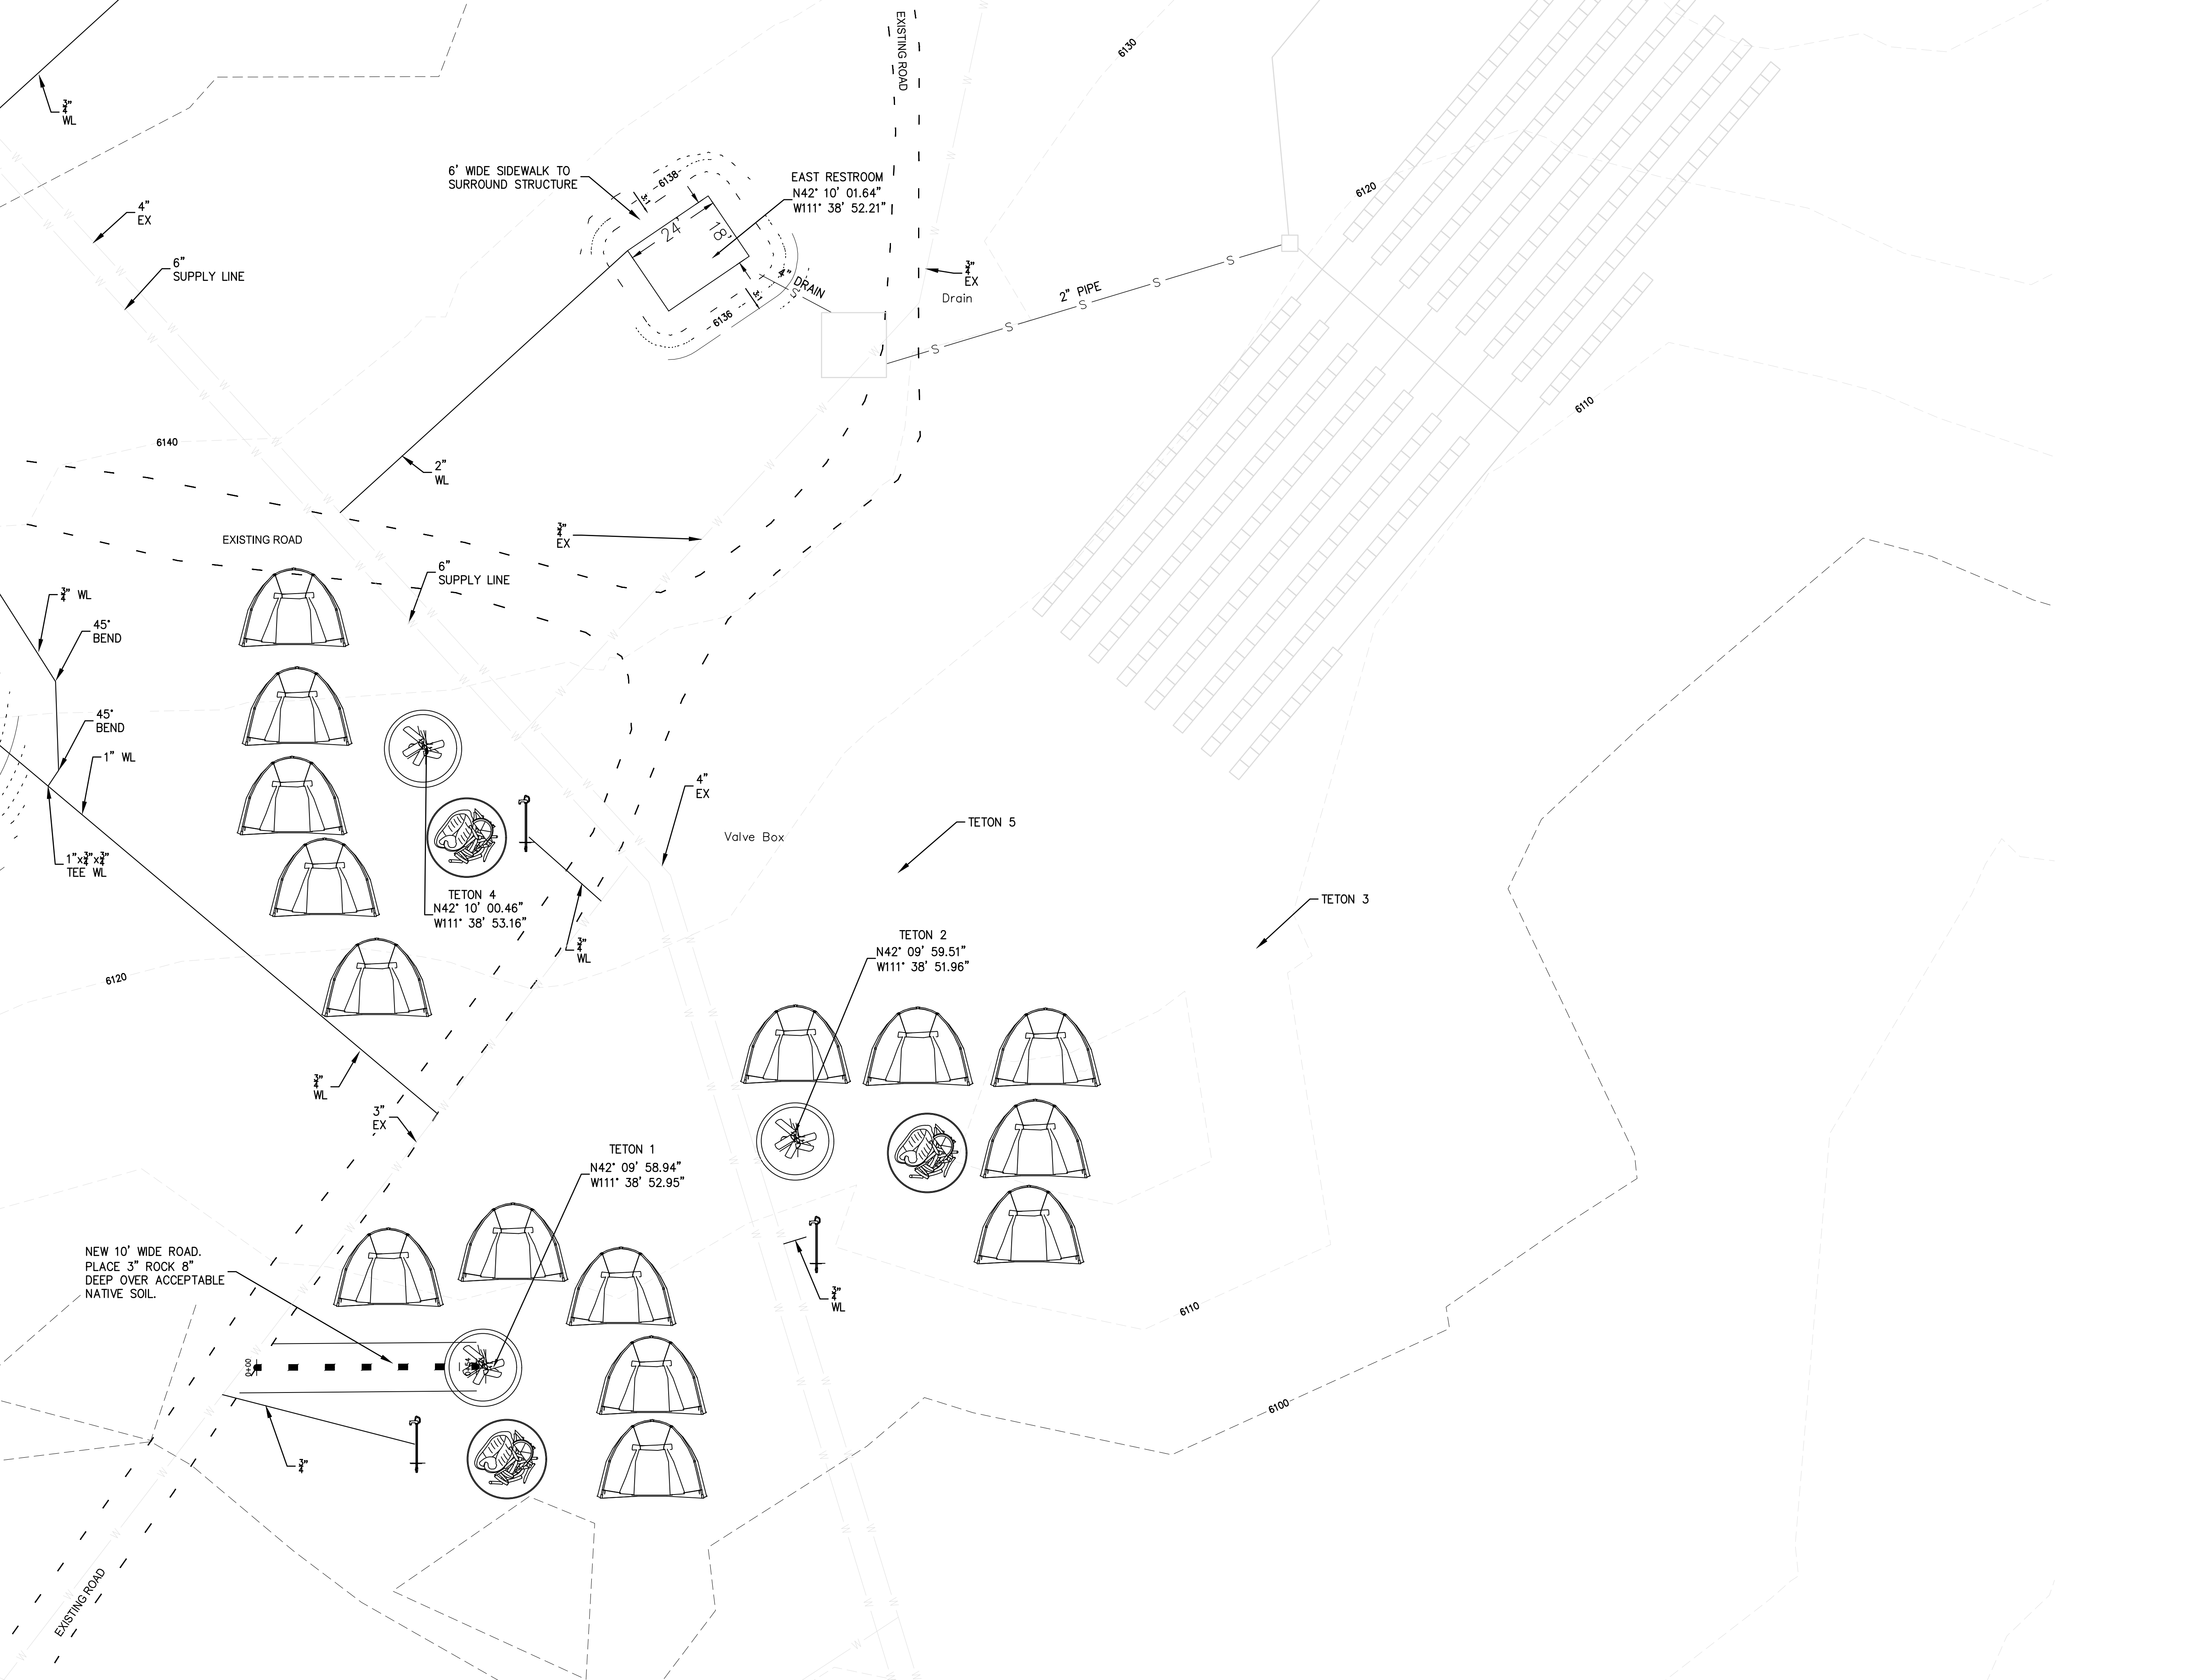 EXISTING ROAD
6130
¾"
WL
6' WIDE SIDEWALK TO
SURROUND STRUCTURE
6138
3:1
EAST RESTROOM
N42° 10' 01.64"
W111° 38' 52.21"
6120
4"
EX
24'
18'
6"
SUPPLY LINE
4" DRAIN
S
3:1
6136
¾"
EX
Drain
2" PIPE
S
S
S
S
S
6110
6140
2"
WL
¾"
EX
EXISTING ROAD
6"
SUPPLY LINE
¾" WL
45°
BEND
45°
BEND
1" WL
4"
EX
Valve Box
TETON 5
1"x¾"x¾"
TEE WL
TETON 4
N42° 10' 00.46"
W111° 38' 53.16"
TETON 3
¾"
WL
TETON 2
N42° 09' 59.51"
W111° 38' 51.96"
6120
¾"
WL
3"
EX
TETON 1
N42° 09' 58.94"
W111° 38' 52.95"
NEW 10' WIDE ROAD.
PLACE 3" ROCK 8"
DEEP OVER ACCEPTABLE
NATIVE SOIL.
¾"
WL
6110
0+00
6100
¾"
EXISTING ROAD